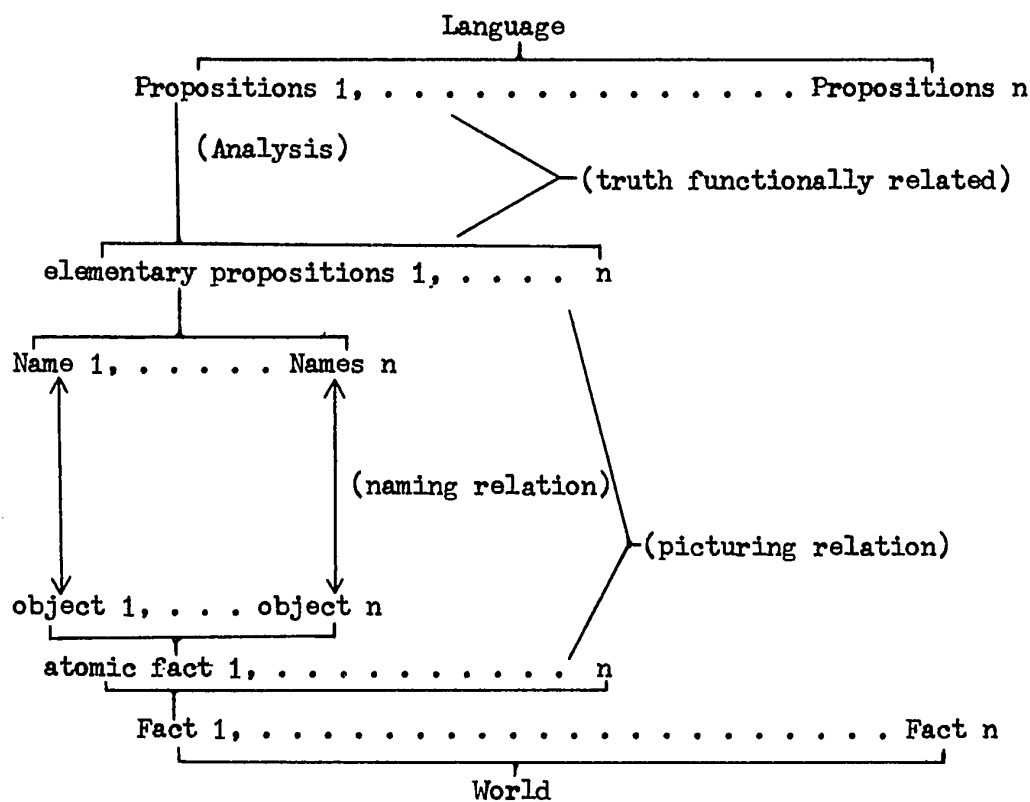 Language
Propositions 1, . . . . . . . . . . . . . . . Propositions n
(Analysis)
(truth functionally related)
elementary propositions 1, . . . . n
Name 1, . . . . . . Names n
(naming relation)
(picturing relation)
object 1, . . . object n
atomic fact 1, . . . . . . . . . . . n
Fact 1, . . . . . . . . . . . . . . . . . . . . . . Fact n
World